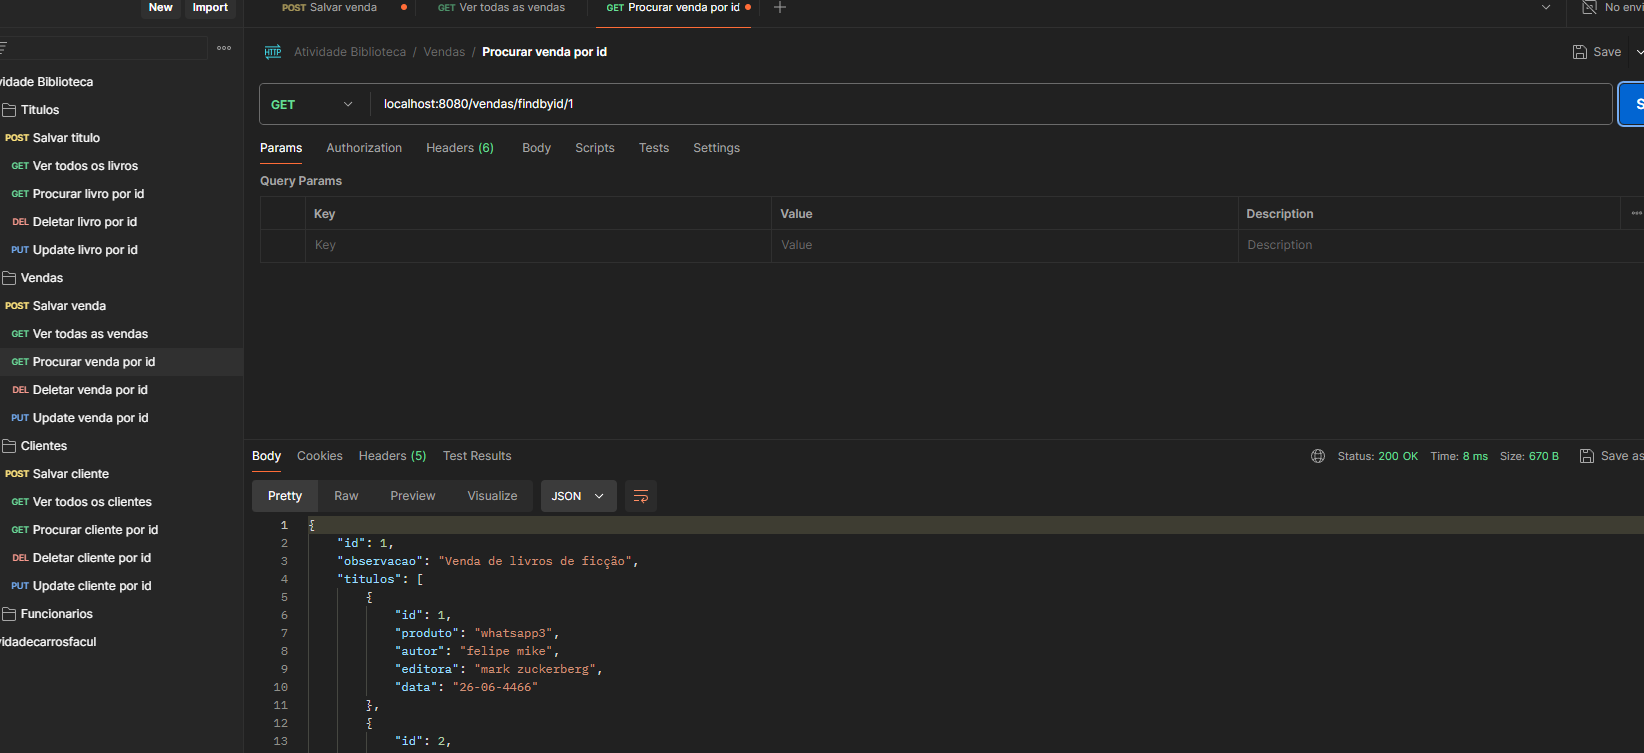 New Import
POST Salvar venda
GET Ver todas as vendas
GET Procurar venda por id
No envi
HTTP Atividade Biblioteca / Vendas / Procurar venda por id
Save
vidade Biblioteca
Titulos
POST Salvar titulo
GET Ver todos os livros
GET Procurar livro por id
DEL Deletar livro por id
PUT Update livro por id
Vendas
POST Salvar venda
GET Ver todas as vendas
GET Procurar venda por id
DEL Deletar venda por id
PUT Update venda por id
Clientes
POST Salvar cliente
GET Ver todos os clientes
GET Procurar cliente por id
DEL Deletar cliente por id
PUT Update cliente por id
Funcionarios
vidadecarrosfacul
GET localhost:8080/vendas/findbyid/1
S
Params Authorization Headers (6) Body Scripts Tests Settings
Query Params
Key Value Description
Key Value Description
Body Cookies Headers (5) Test Results
Status: 200 OK Time: 8 ms Size: 670 B Save as
Pretty Raw Preview Visualize JSON
1 {
2 "id": 1,
3 "observacao": "Venda de livros de ficção",
4 "titulos": [
5 {
6 "id": 1,
7 "produto": "whatsapp3",
8 "autor": "felipe mike",
9 "editora": "mark zuckerberg",
10 "data": "26-06-4466"
11 },
12 {
13 "id": 2,